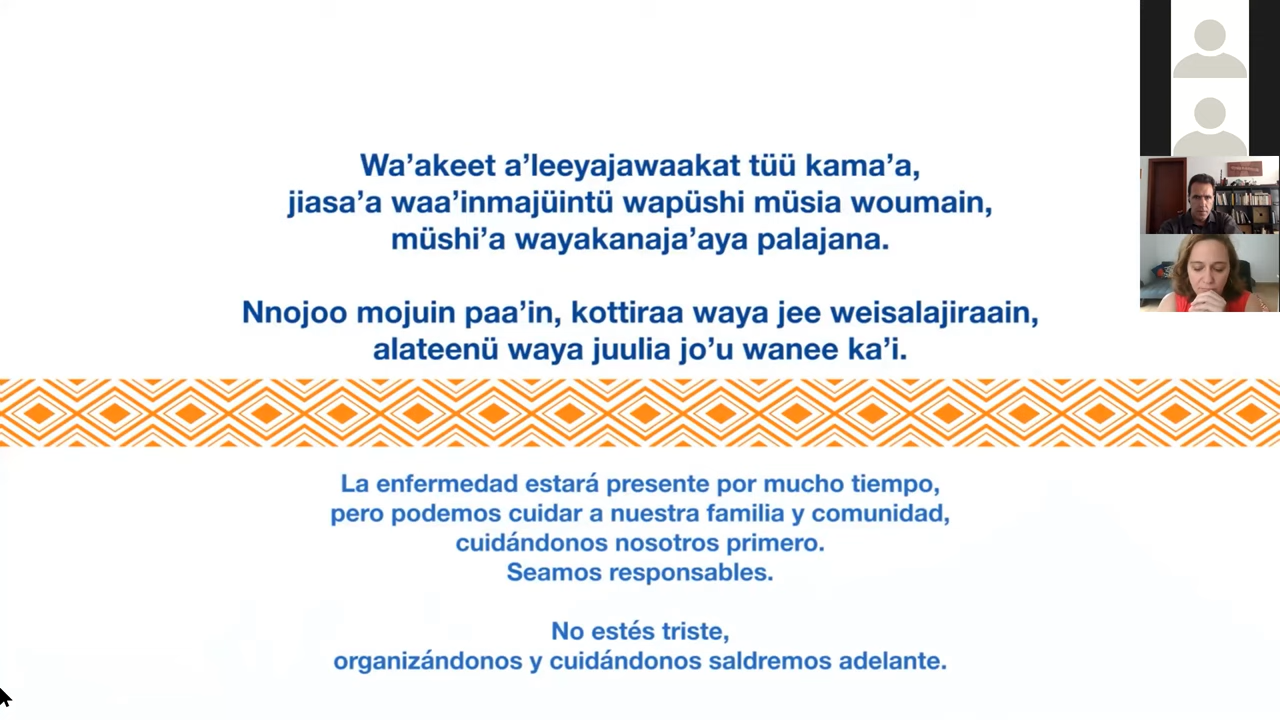 Wa’akeet a’leeyajawaakat tüü kama’a,
jiasa’a waa’inmajüintü wapüshi müsia woumain,
müshi’a wayakanaja’aya palajana.
Nnojoo mojuin paa’in, kottiraa waya jee weisalajiraain,
alateenü waya juulia jo’u wanee ka’i.
La enfermedad estará presente por mucho tiempo,
pero podemos cuidar a nuestra familia y comunidad,
cuidándonos nosotros primero.
Seamos responsables.
No estés triste,
organizándonos y cuidándonos saldremos adelante.